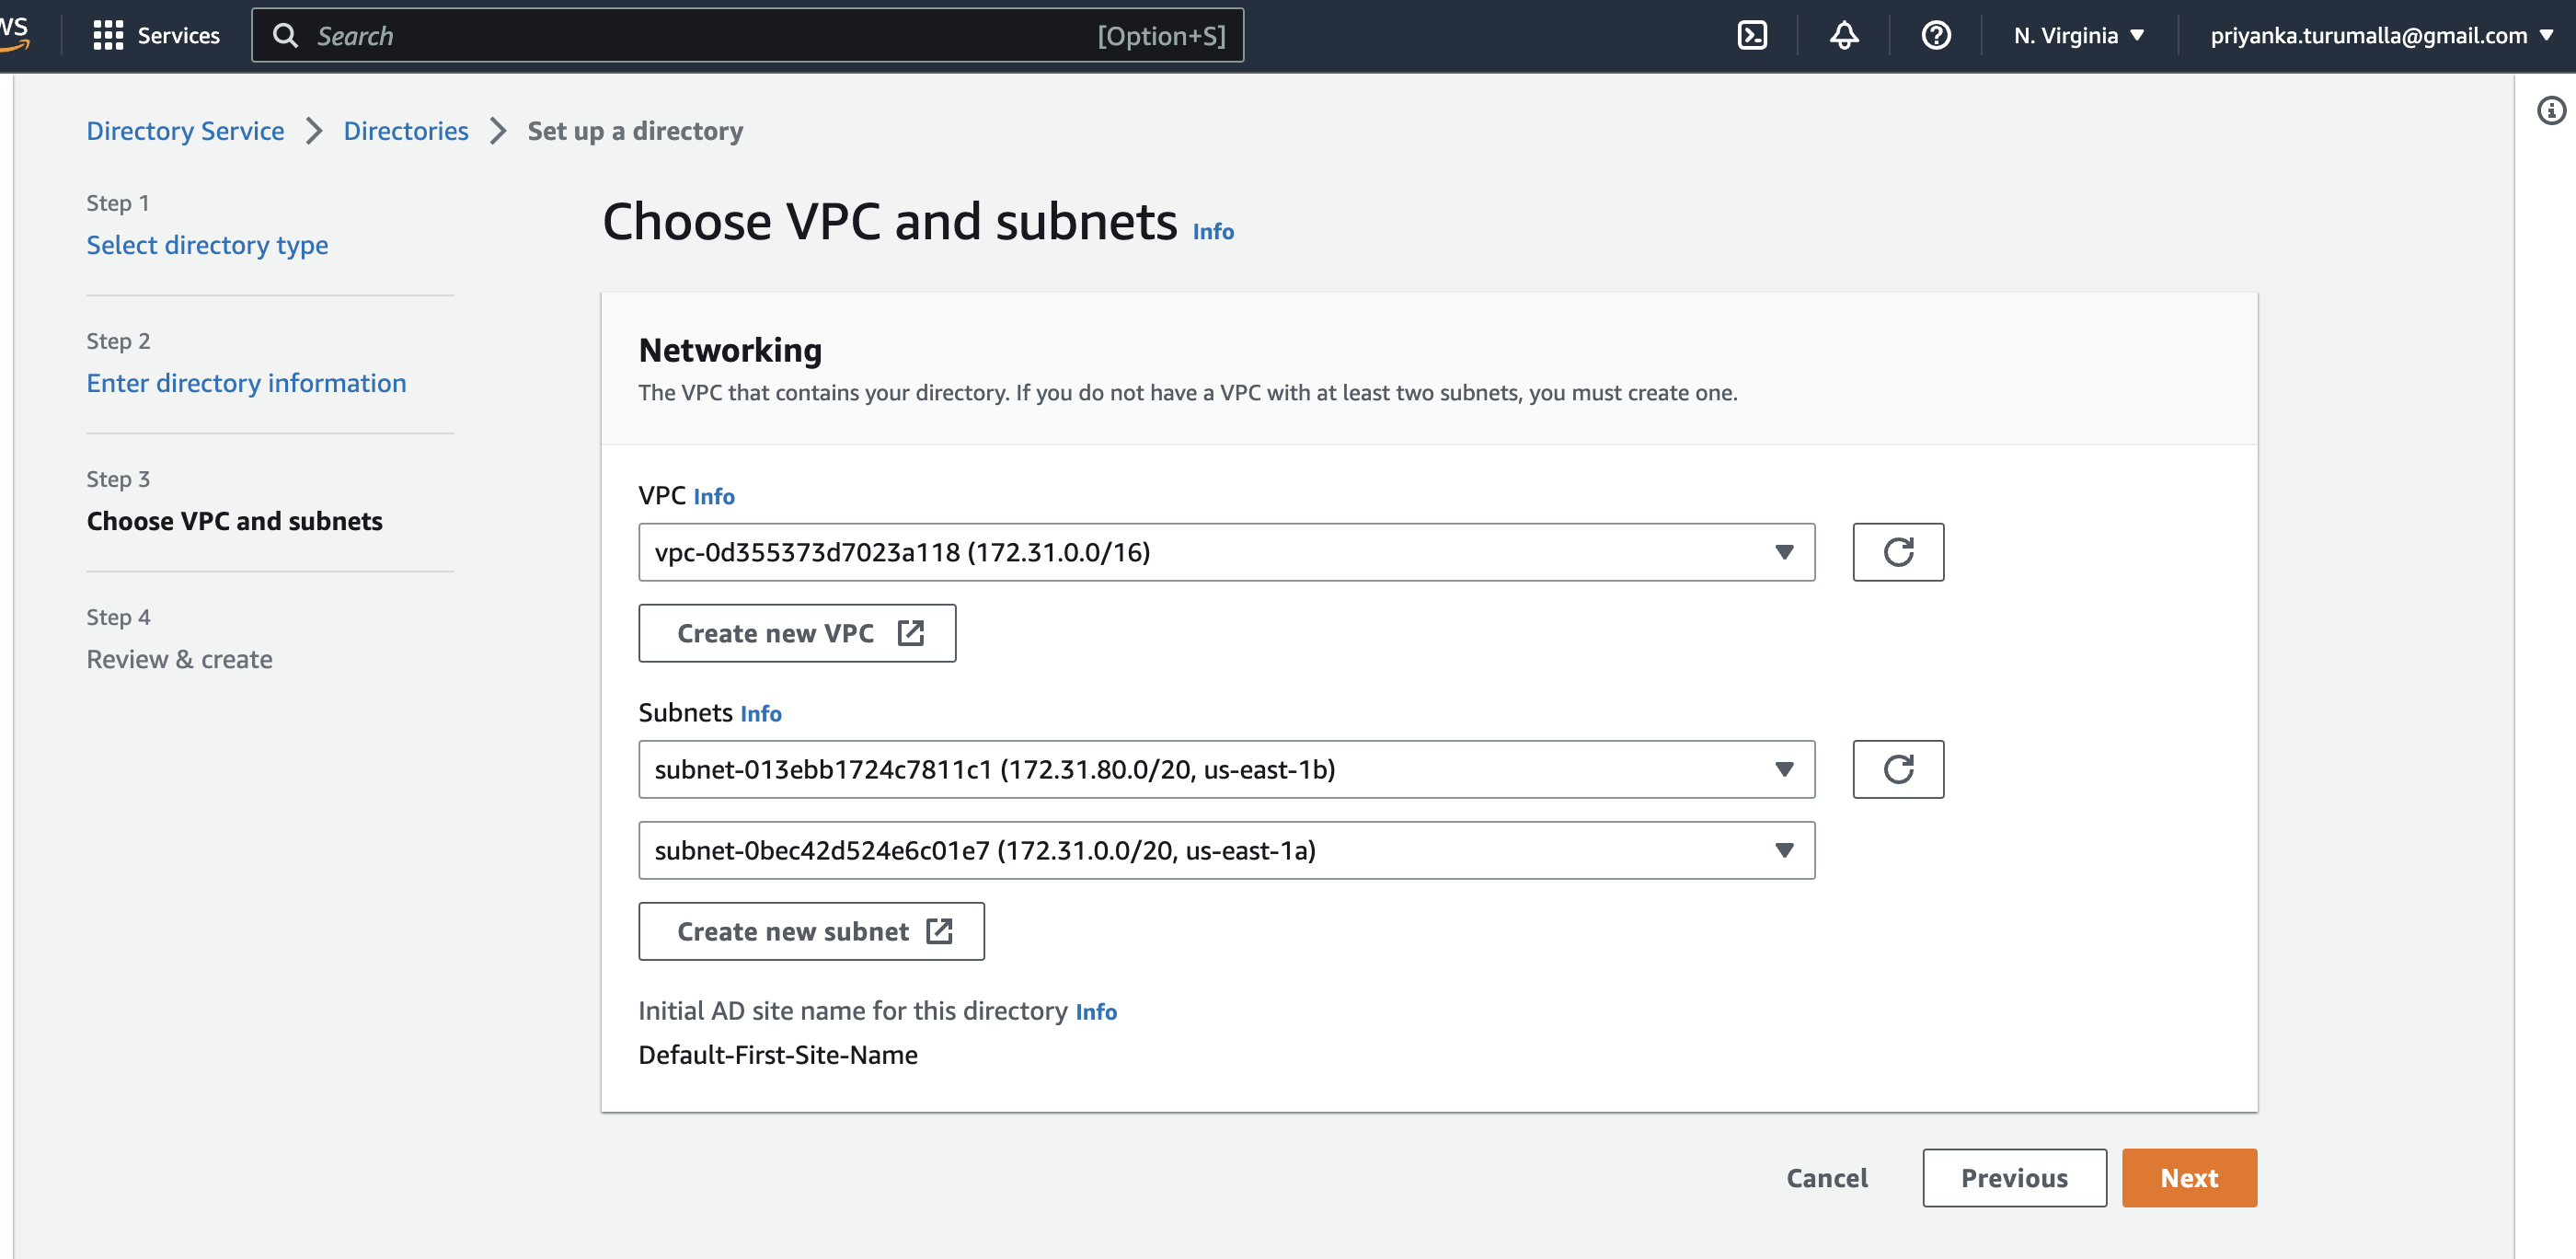 Services
Search [Option+S]
N. Virginia
priyanka.turumalla@gmail.com
Directory Service
Directories
Set up a directory
Step 1
Select directory type
Step 2
Enter directory information
Step 3
Choose VPC and subnets
Step 4
Review & create
Choose VPC and subnets Info
Networking
The VPC that contains your directory. If you do not have a VPC with at least two subnets, you must create one.
VPC Info
vpc-0d355373d7023a118 (172.31.0.0/16)
Create new VPC
Subnets Info
subnet-013ebb1724c7811c1 (172.31.80.0/20, us-east-1b)
subnet-0bec42d524e6c01e7 (172.31.0.0/20, us-east-1a)
Create new subnet
Initial AD site name for this directory Info
Default-First-Site-Name
Cancel
Previous
Next